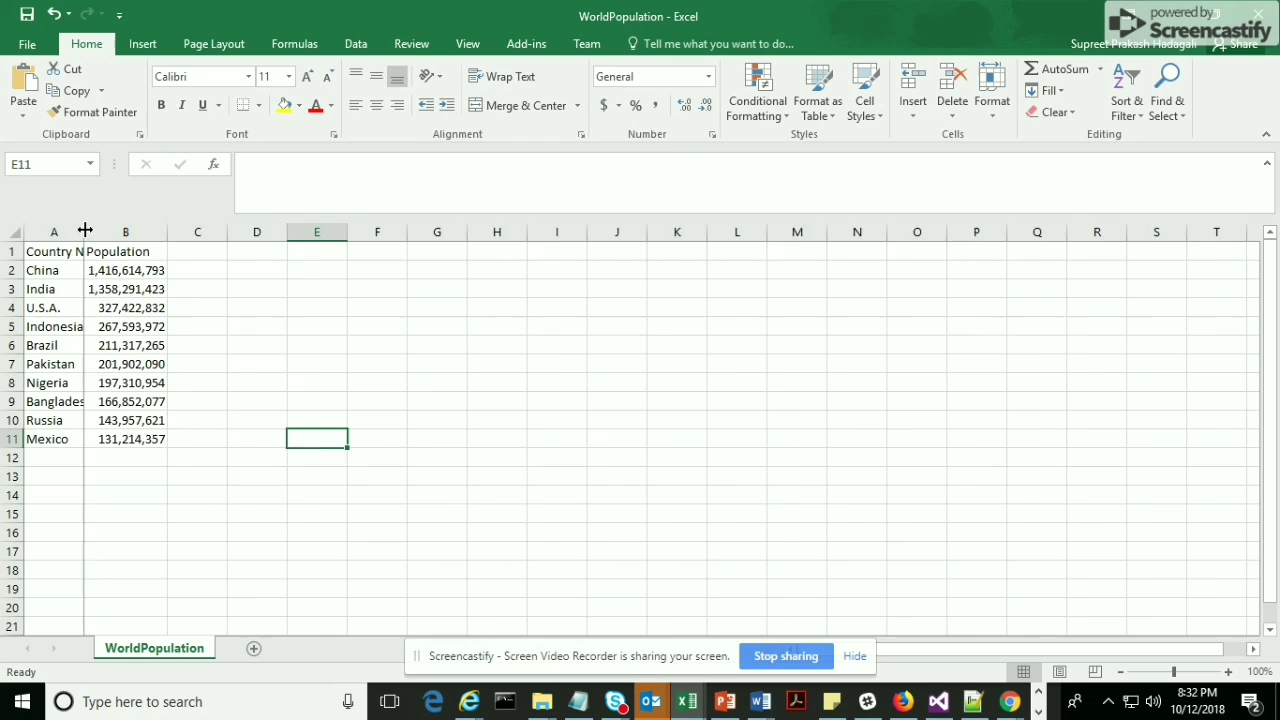 WorldPopulation - Excel
powered by
Screencastify
File Home Insert Page Layout Formulas Data Review View Add-ins Team Tell me what you want to do... Supreet Prakash Hadagali Share
Paste
Cut
Copy
Format Painter
Clipboard
Calibri 11
B I U
Font
Wrap Text
Merge & Center
Alignment
General
$ % ,
Number
Conditional Formatting
Format as Table
Cell Styles
Styles
Insert
Delete
Format
Cells
AutoSum
Fill
Clear
Sort & Filter
Find & Select
Editing
E11 fx
A B C D E F G H I J K L M N O P Q R S T
1 Country N Population
2 China 1,416,614,793
3 India 1,358,291,423
4 U.S.A. 327,422,832
5 Indonesia 267,593,972
6 Brazil 211,317,265
7 Pakistan 201,902,090
8 Nigeria 197,310,954
9 Banglades 166,852,077
10 Russia 143,957,621
11 Mexico 131,214,357
12
13
14
15
16
17
18
19
20
21
WorldPopulation
Screencastify - Screen Video Recorder is sharing your screen. Stop sharing Hide
Ready 100%
Type here to search
8:32 PM
10/12/2018
2